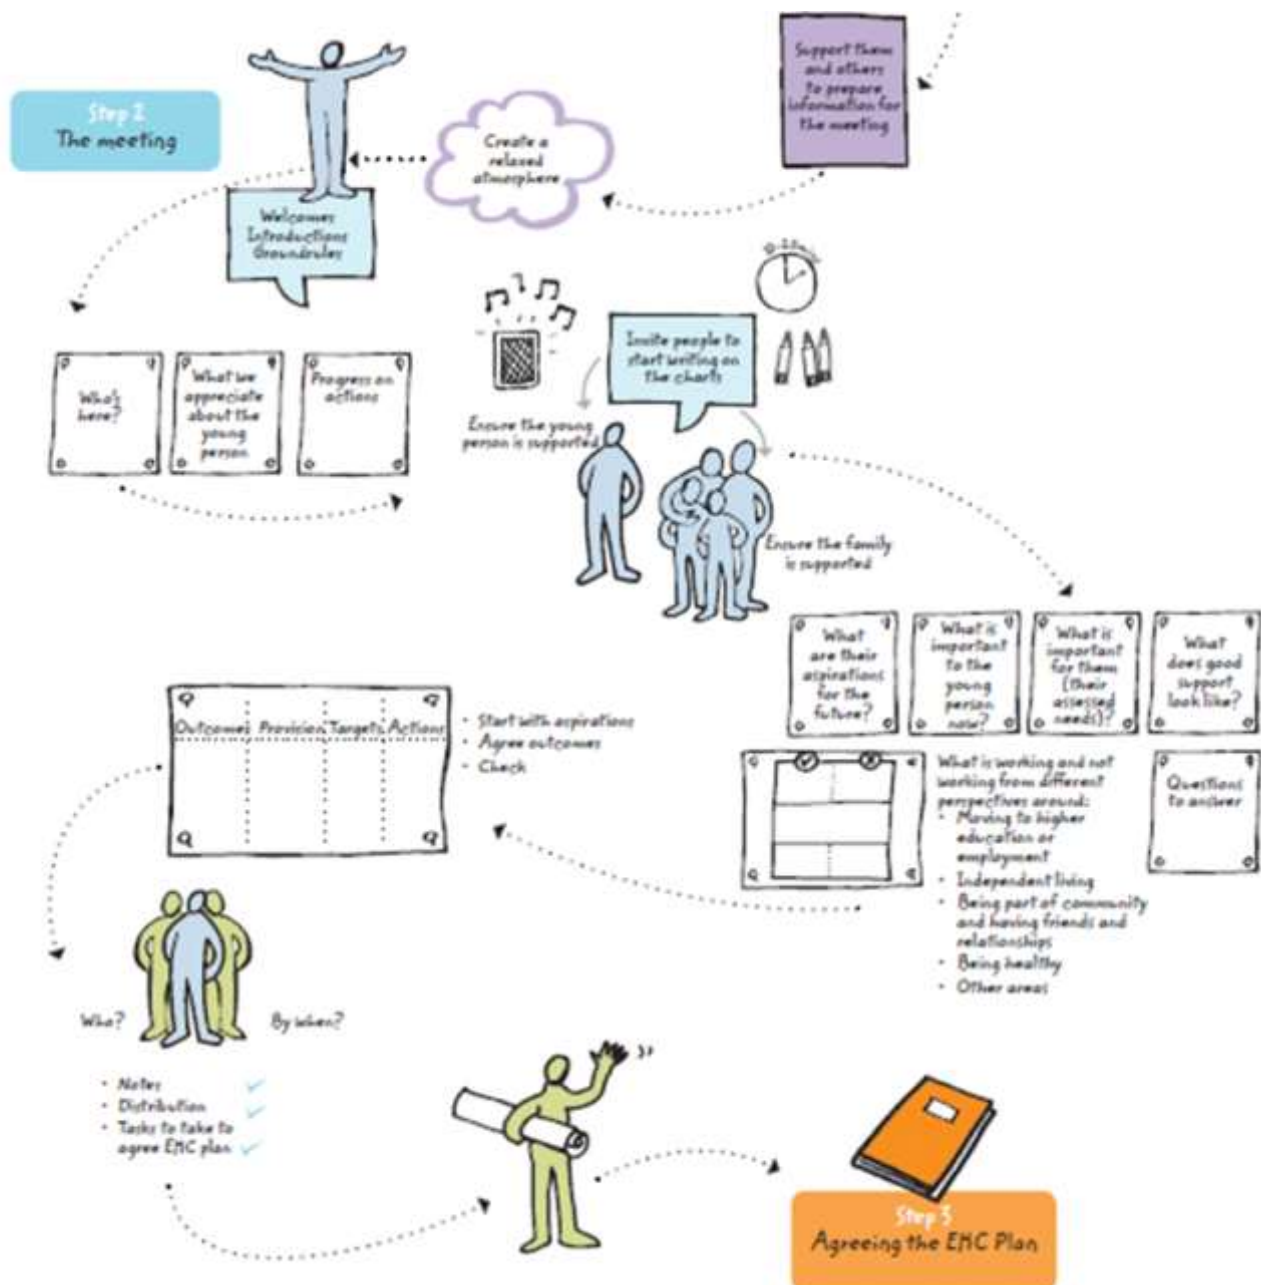 Support them
and others
to prepare
information for
the meeting
Step 2
The meeting
Create a
relaxed
atmosphere
Welcomes
Introductions
Groundrules
Invite people to
start writing on
the charts
Who's
here?
What we
appreciate
about the
young
person
Progress on
actions
Ensure the young
person is supported
Ensure the family
is supported
What
are their
aspirations
for the
future?
What is
important
to the
young
person
now?
What is
important
for them
(their
assessed
needs)?
What
does good
support
look like?
Outcomes Provision Targets Actions
• Start with aspirations
• Agree outcomes
• Check
What is working and not
working from different
perspectives around:
• Moving to higher
education or
employment
• Independent living
• Being part of community
and having friends and
relationships
• Being healthy
• Other areas
Questions
to answer
Who?
By when?
• Notes
• Distribution
• Tasks to take to
agree EHC plan
Step 3
Agreeing the EHC Plan